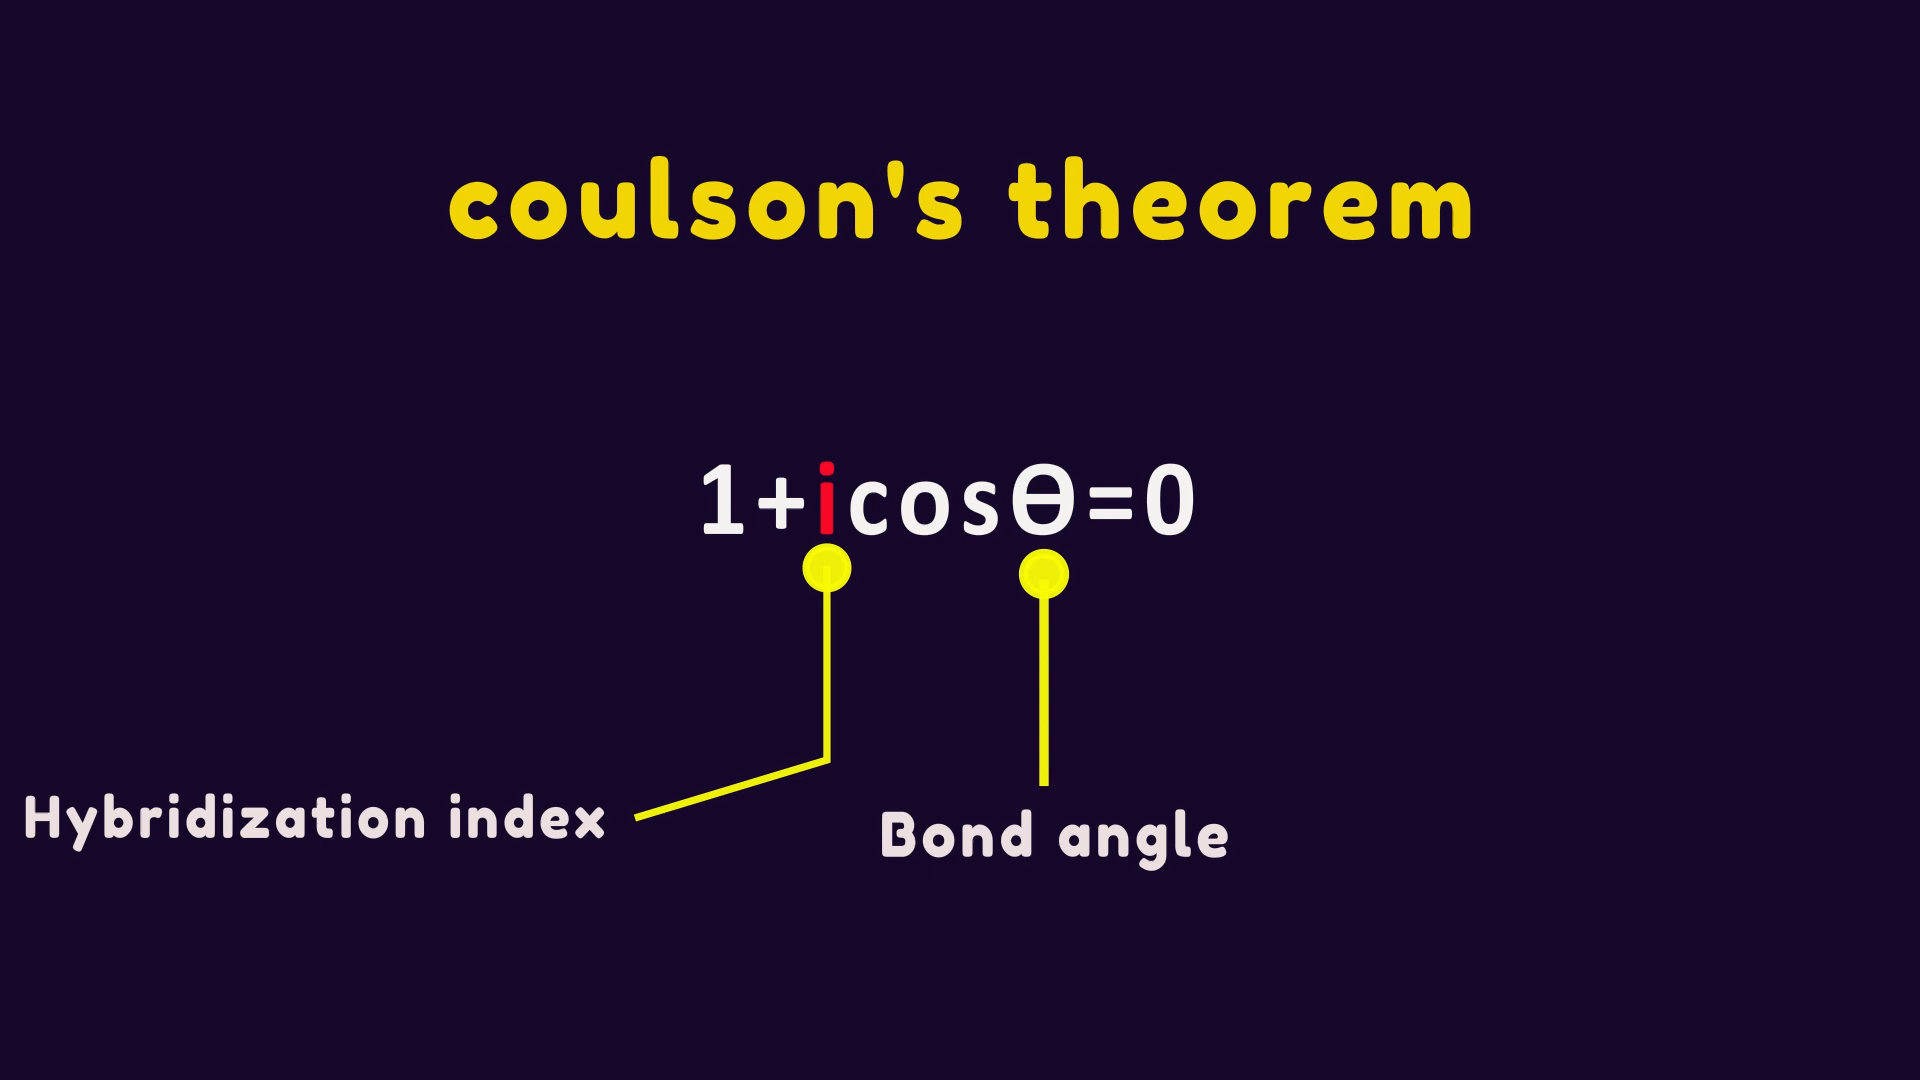 coulson's theorem
1+icosΘ=0
Hybridization index
Bond angle